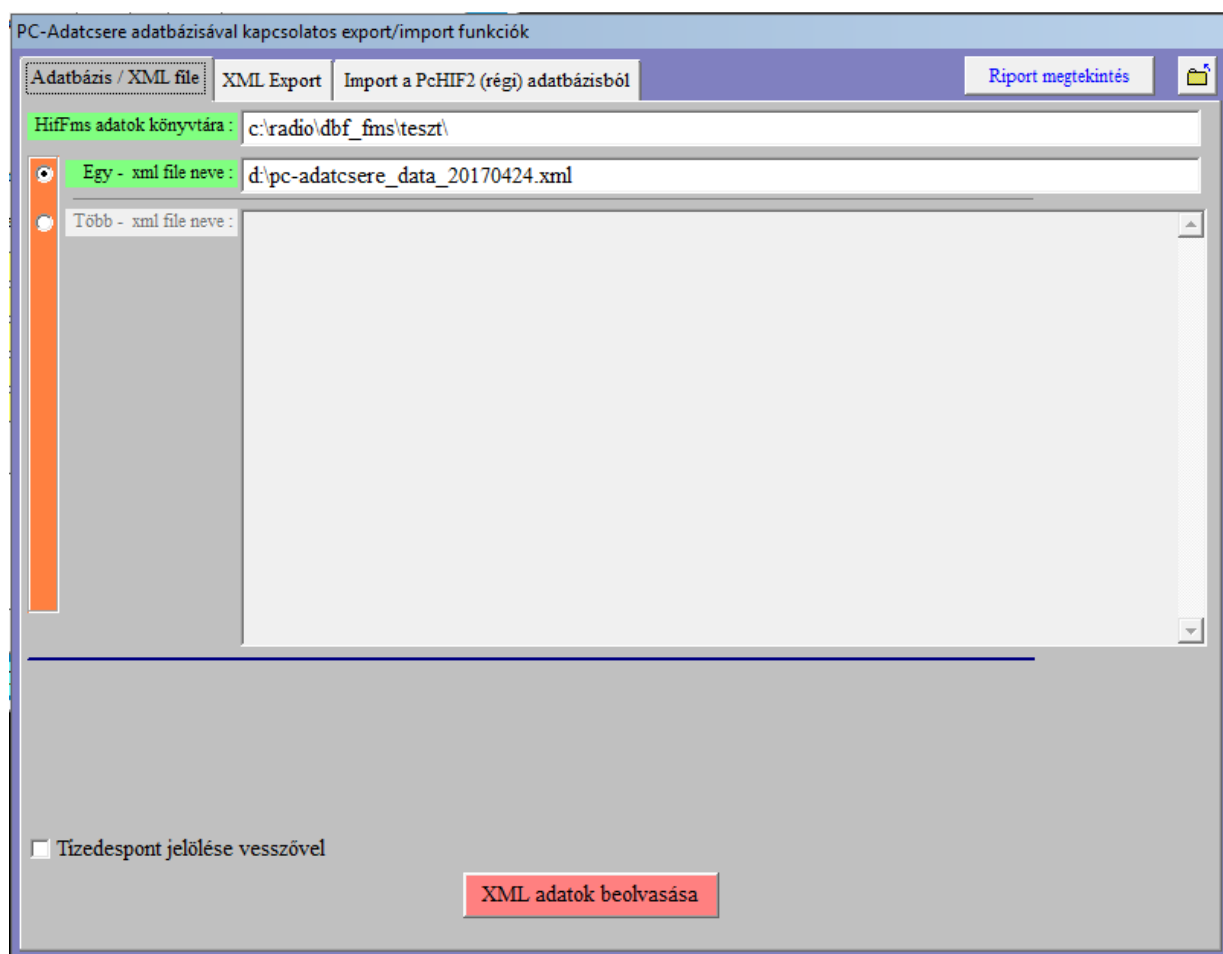 PC-Adatcsere adatbázisával kapcsolatos export/import funkciók
Adatbázis / XML file XML Export Import a PcHIF2 (régi) adatbázisból Riport megtekintés
HifFms adatok könyvtára : c:\radio\dbf_fms\teszt\
Egy - xml file neve : d:\pc-adatcsere_data_20170424.xml
Több - xml file neve :
Tizedespont jelölése vesszővel
XML adatok beolvasása